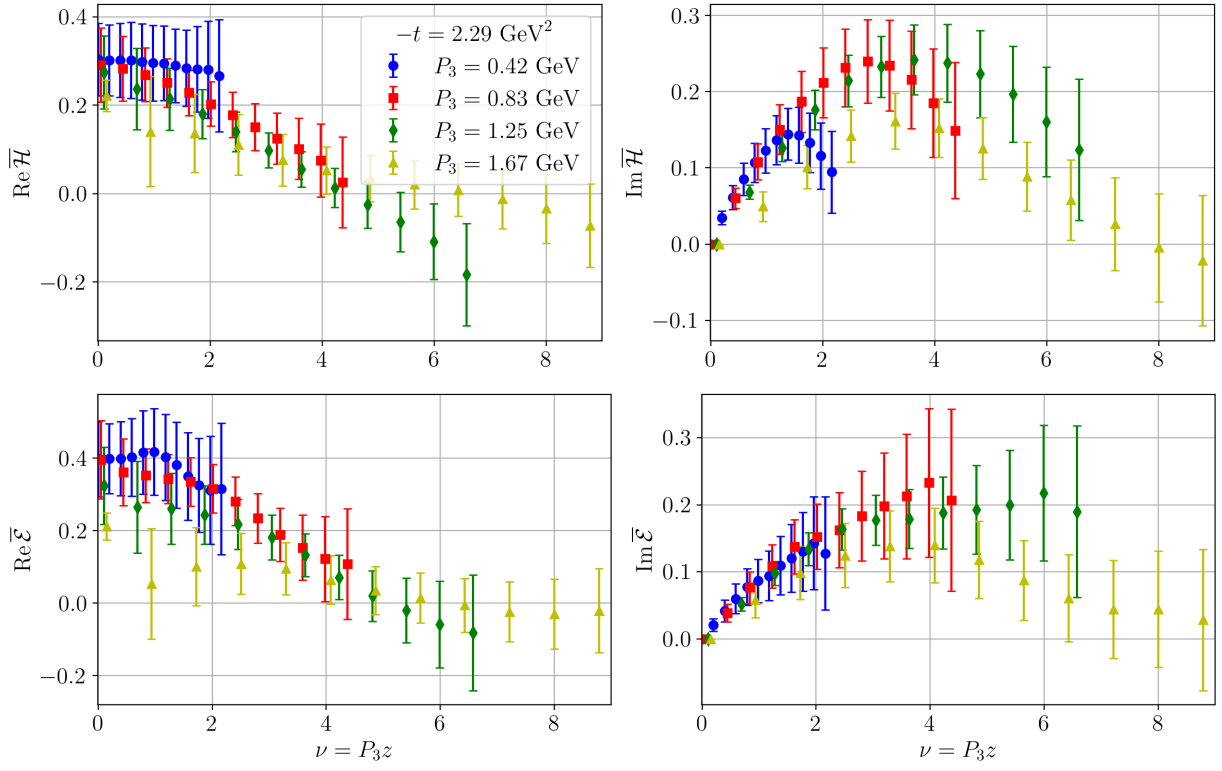 −t = 2.29 GeV²
P₃ = 0.42 GeV
P₃ = 0.83 GeV
P₃ = 1.25 GeV
P₃ = 1.67 GeV
Re ℋ̅
0.4
0.2
0.0
−0.2
0 2 4 6 8
Im ℋ̅
0.3
0.2
0.1
0.0
−0.1
0 2 4 6 8
Re ℰ̅
0.4
0.2
0.0
−0.2
0 2 4 6 8
ν = P₃z
Im ℰ̅
0.3
0.2
0.1
0.0
0 2 4 6 8
ν = P₃z